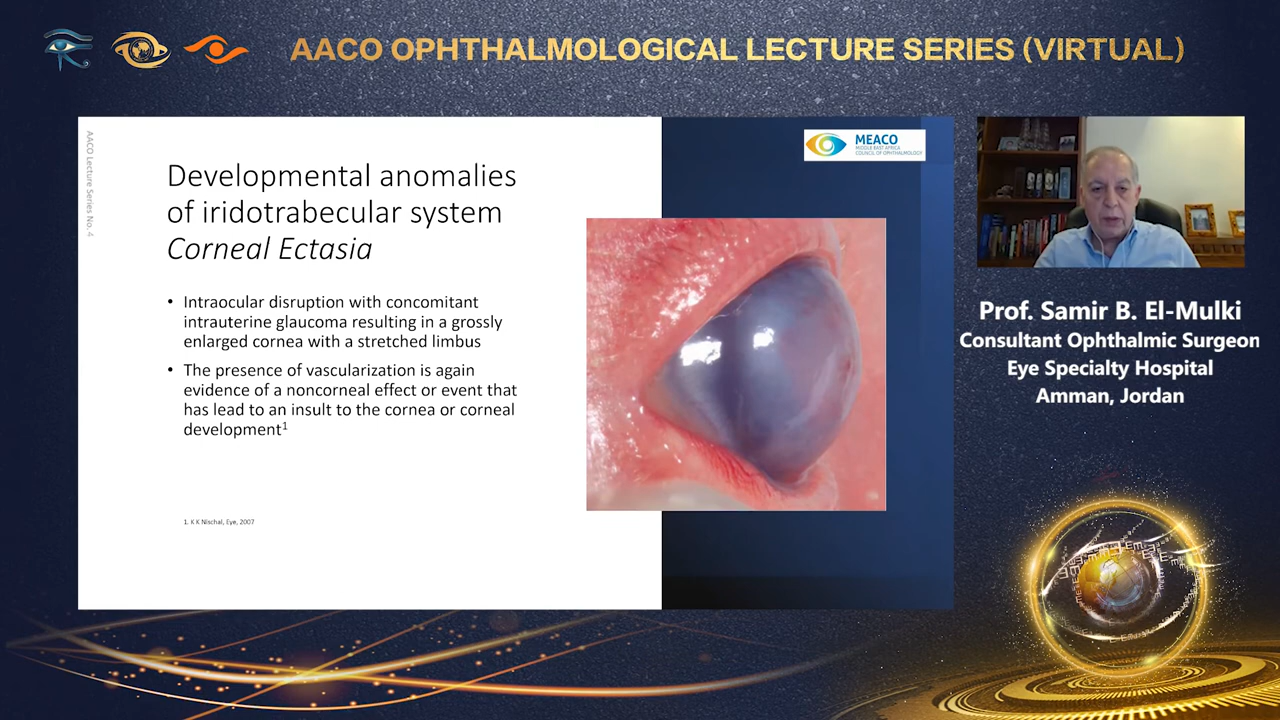 AACO OPHTHALMOLOGICAL LECTURE SERIES (VIRTUAL)
AACO Lecture Series No. 4
Developmental anomalies
of iridotrabecular system
Corneal Ectasia
• Intraocular disruption with concomitant
intrauterine glaucoma resulting in a grossly
enlarged cornea with a stretched limbus
• The presence of vascularization is again
evidence of a noncorneal effect or event that
has lead to an insult to the cornea or corneal
development1
1. K K Nischal, Eye, 2007
MEACO
MIDDLE EAST AFRICA
COUNCIL OF OPHTHALMOLOGY
Prof. Samir B. El-Mulki
Consultant Ophthalmic Surgeon
Eye Specialty Hospital
Amman, Jordan